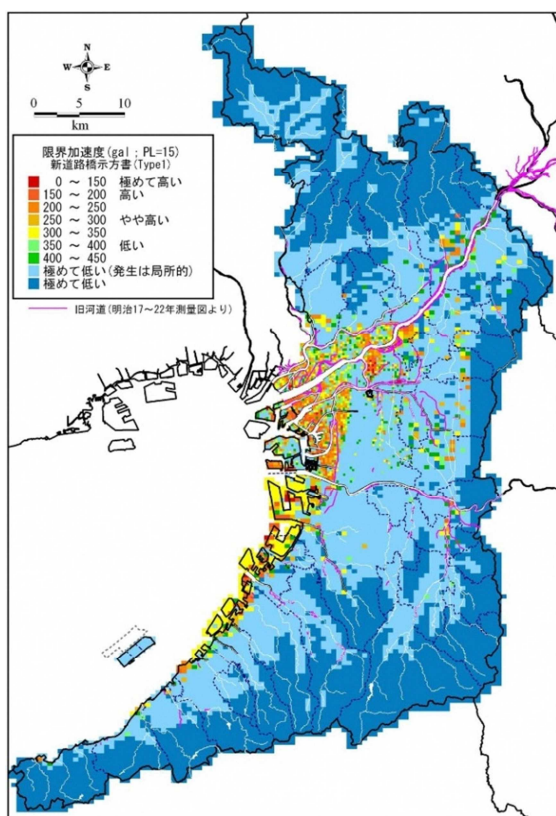 N
W E
S
0 5 10
km
限界加速度(gal ; PL=15)
新道路橋示方書(Type1)
0 ~ 150 極めて高い
150 ~ 200 高い
200 ~ 250
250 ~ 300 やや高い
300 ~ 350
350 ~ 400 低い
400 ~ 450
極めて低い(発生は局所的)
極めて低い
旧河道(明治17~22年測量図より)